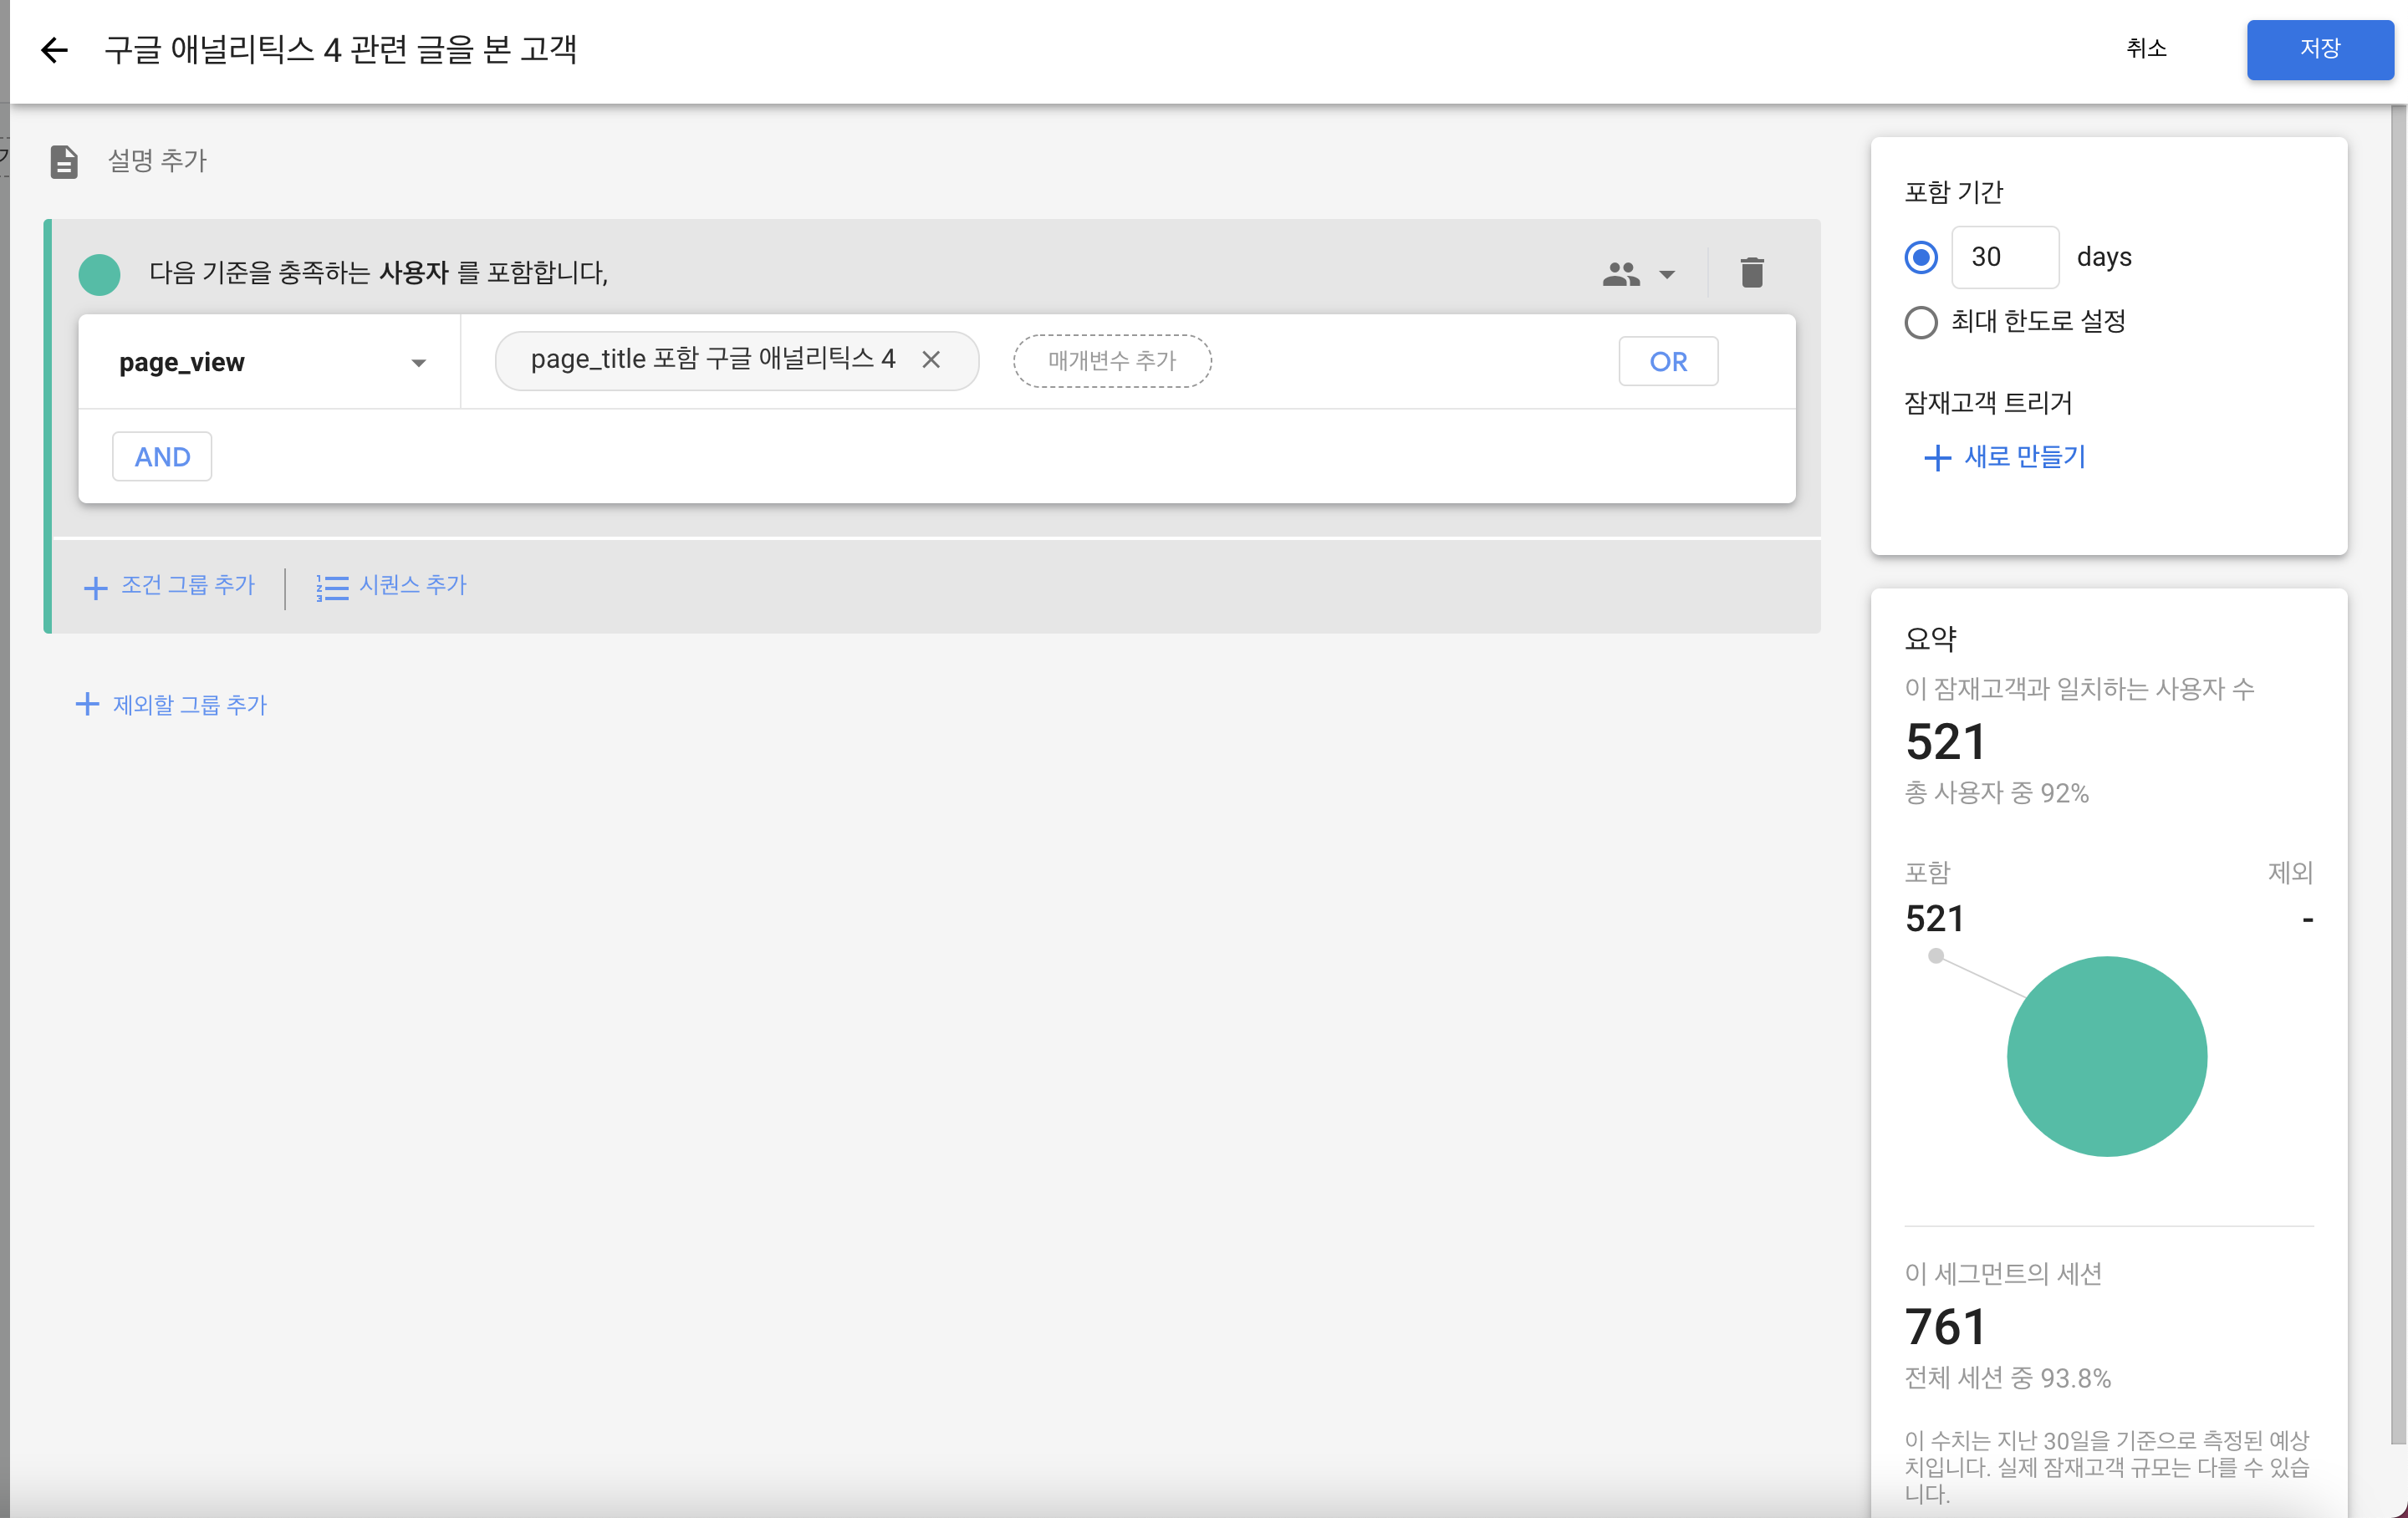 구글 애널리틱스 4 관련 글을 본 고객
취소
저장
설명 추가
다음 기준을 충족하는 사용자 를 포함합니다,
page_view
page_title 포함 구글 애널리틱스 4
매개변수 추가
OR
AND
조건 그룹 추가
시퀀스 추가
제외할 그룹 추가
포함 기간
30 days
최대 한도로 설정
잠재고객 트리거
새로 만들기
요약
이 잠재고객과 일치하는 사용자 수
521
총 사용자 중 92%
포함 제외
521 -
이 세그먼트의 세션
761
전체 세션 중 93.8%
이 수치는 지난 30일을 기준으로 측정된 예상
치입니다. 실제 잠재고객 규모는 다를 수 있습
니다.